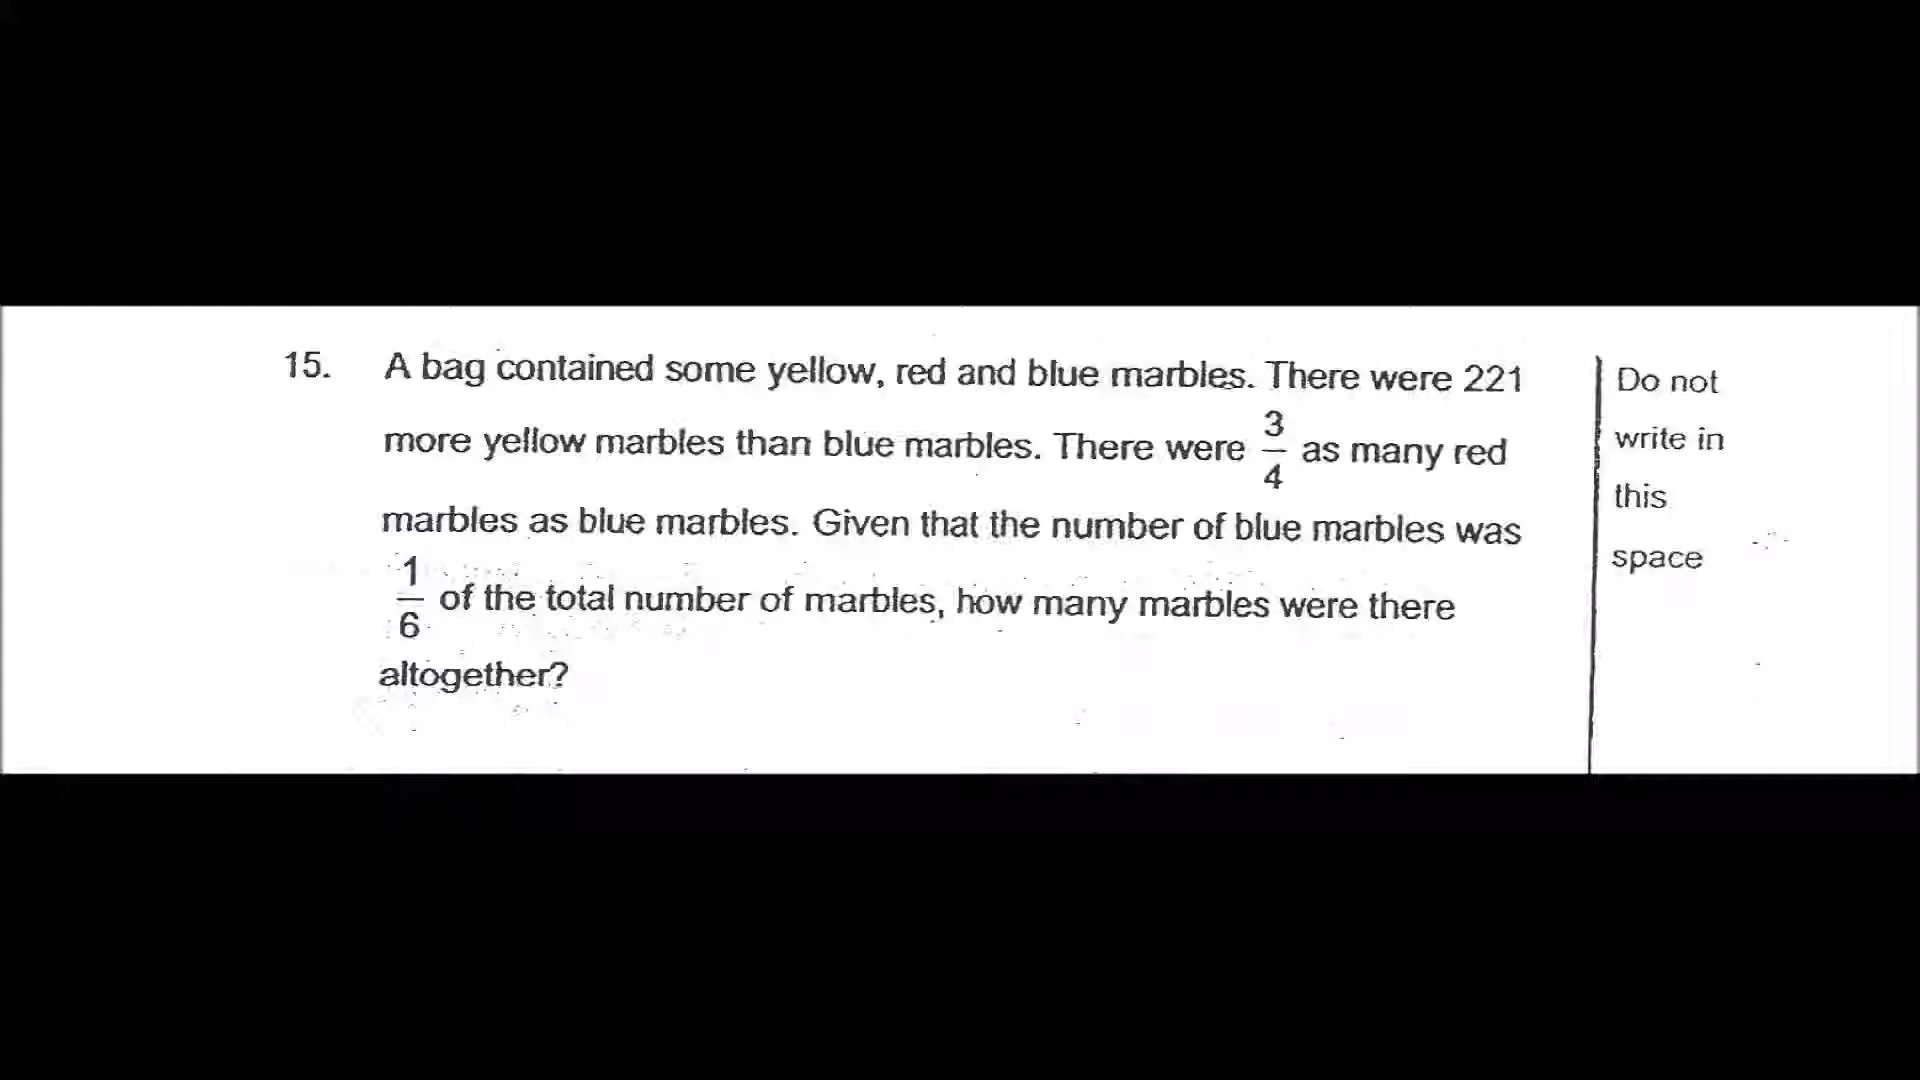 15. A bag contained some yellow, red and blue marbles. There were 221
more yellow marbles than blue marbles. There were 3/4 as many red
marbles as blue marbles. Given that the number of blue marbles was
1/6 of the total number of marbles, how many marbles were there
altogether?
Do not
write in
this
space